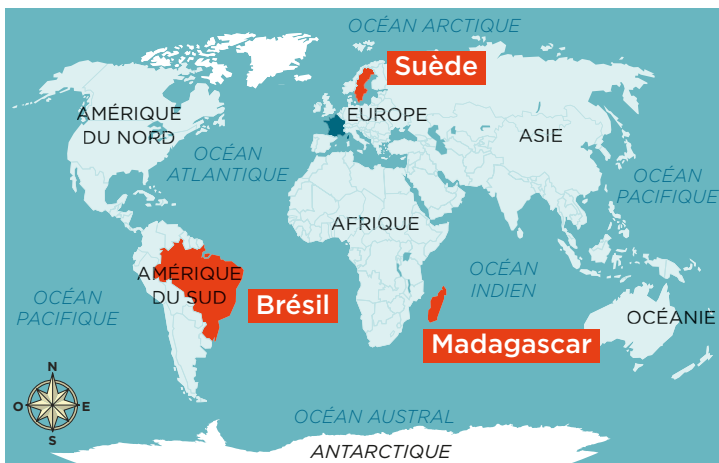 OCÉAN ARCTIQUE
Suède
AMÉRIQUE
DU NORD
EUROPE
ASIE
OCÉAN
ATLANTIQUE
OCÉAN
PACIFIQUE
AFRIQUE
AMÉRIQUE
DU SUD
OCÉAN
INDIEN
OCÉAN
PACIFIQUE
Brésil
Madagascar
OCÉANIE
N
O
E
S
OCÉAN AUSTRAL
ANTARCTIQUE